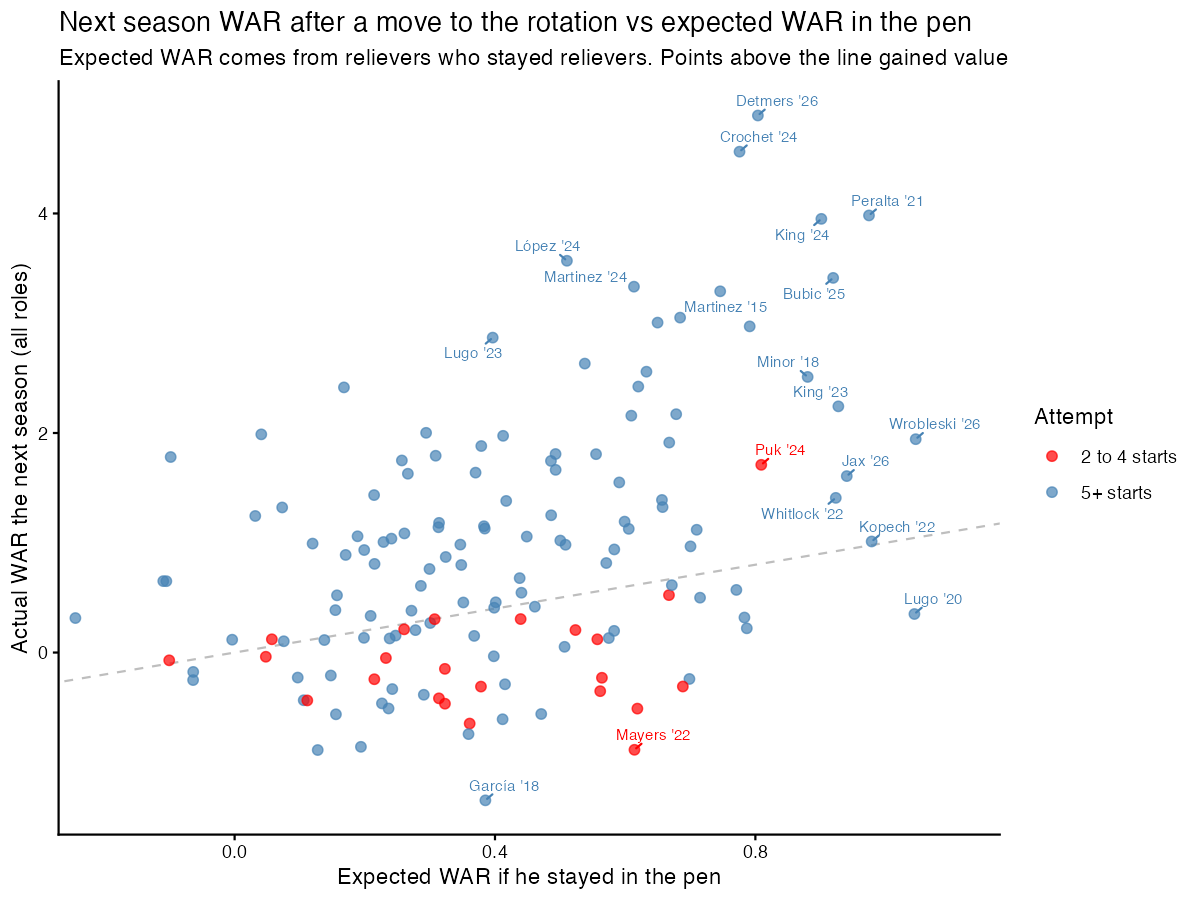 Next season WAR after a move to the rotation vs expected WAR in the pen
Expected WAR comes from relievers who stayed relievers. Points above the line gained value
Detmers '26
Crochet '24
Peralta '21
King '24
López '24
Martinez '24
Bubic '25
Martinez '15
Lugo '23
Minor '18
King '23
Wrobleski '26
Puk '24
Jax '26
Whitlock '22
Kopech '22
Lugo '20
Mayers '22
García '18
Actual WAR the next season (all roles)
4
2
0
0.0
0.4
0.8
Expected WAR if he stayed in the pen
Attempt
2 to 4 starts
5+ starts